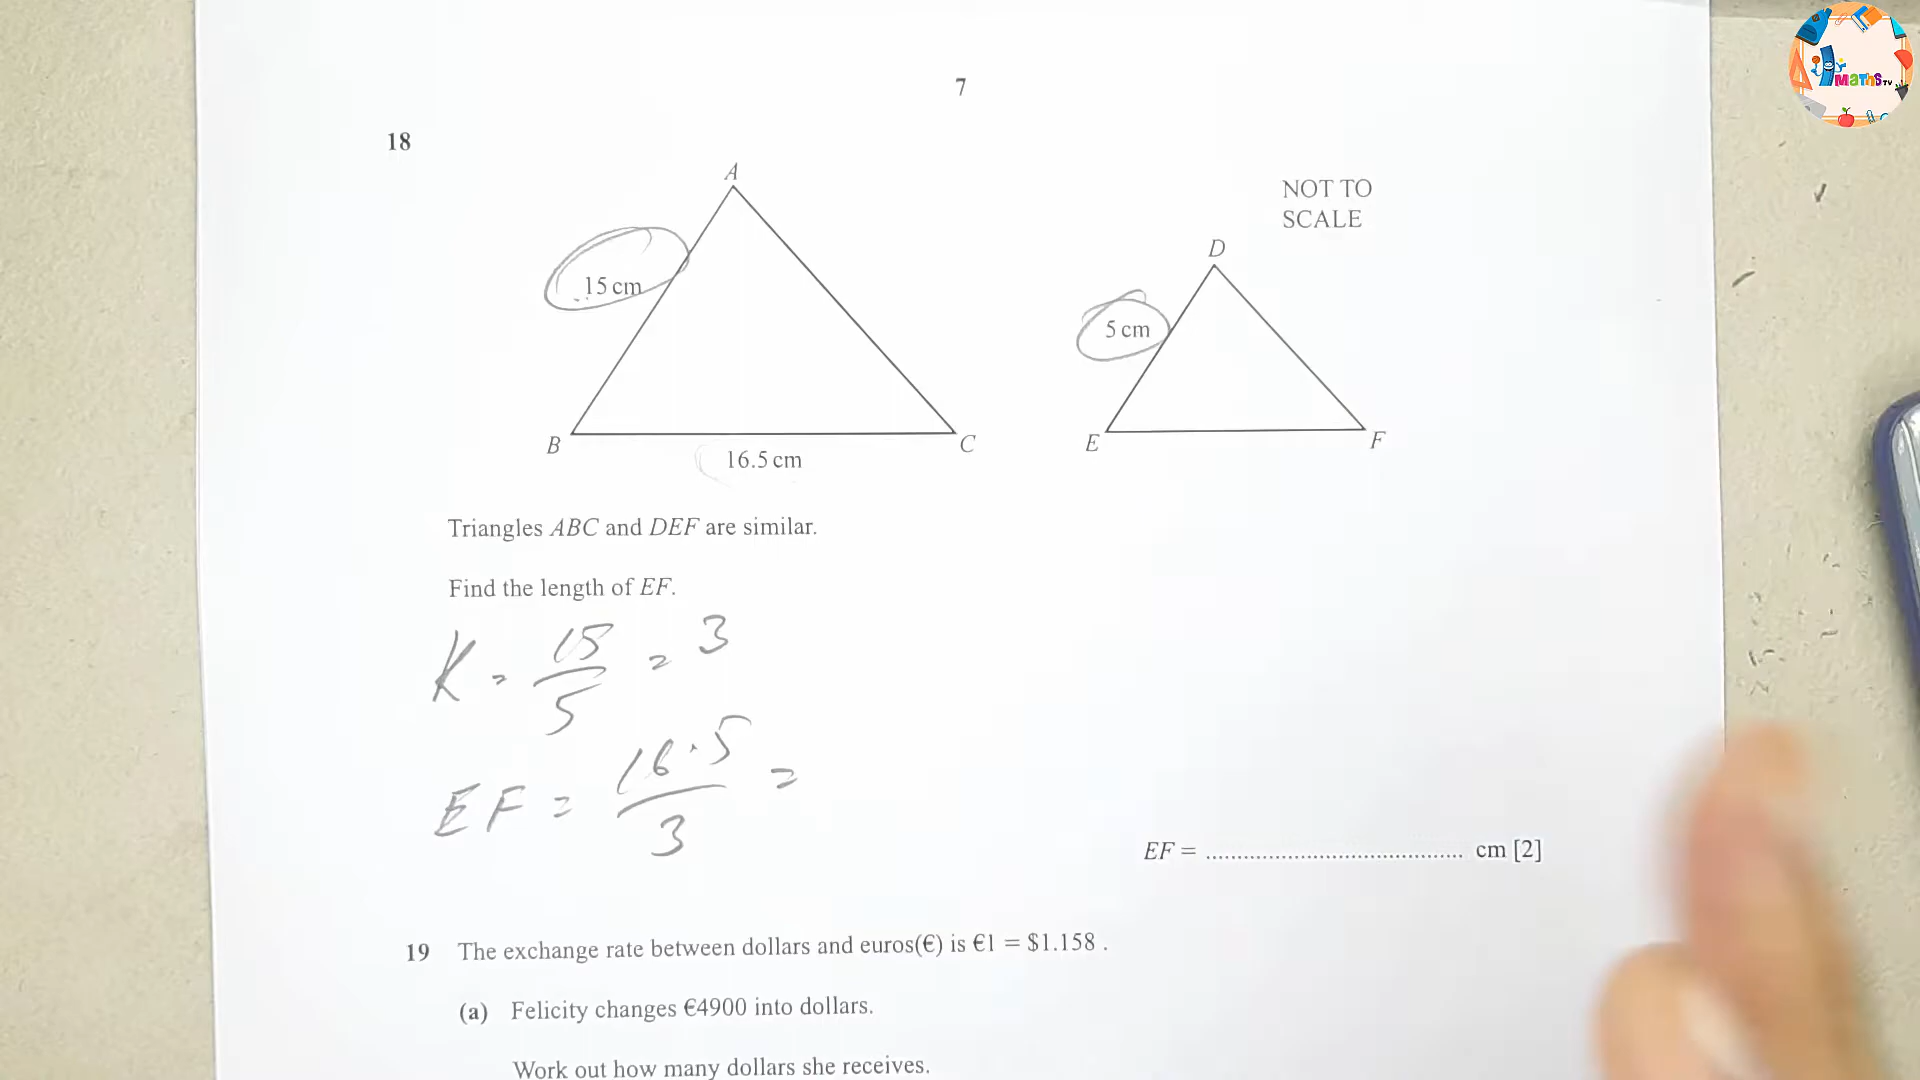 7
MATHS TV
18
A
NOT TO
SCALE
D
15 cm
5 cm
B
C
E
F
16.5 cm
Triangles ABC and DEF are similar.
Find the length of EF.
K = 15/5 = 3
EF = 16.5/3 =
EF = ........................................ cm [2]
19 The exchange rate between dollars and euros(€) is €1 = $1.158 .
(a) Felicity changes €4900 into dollars.
Work out how many dollars she receives.